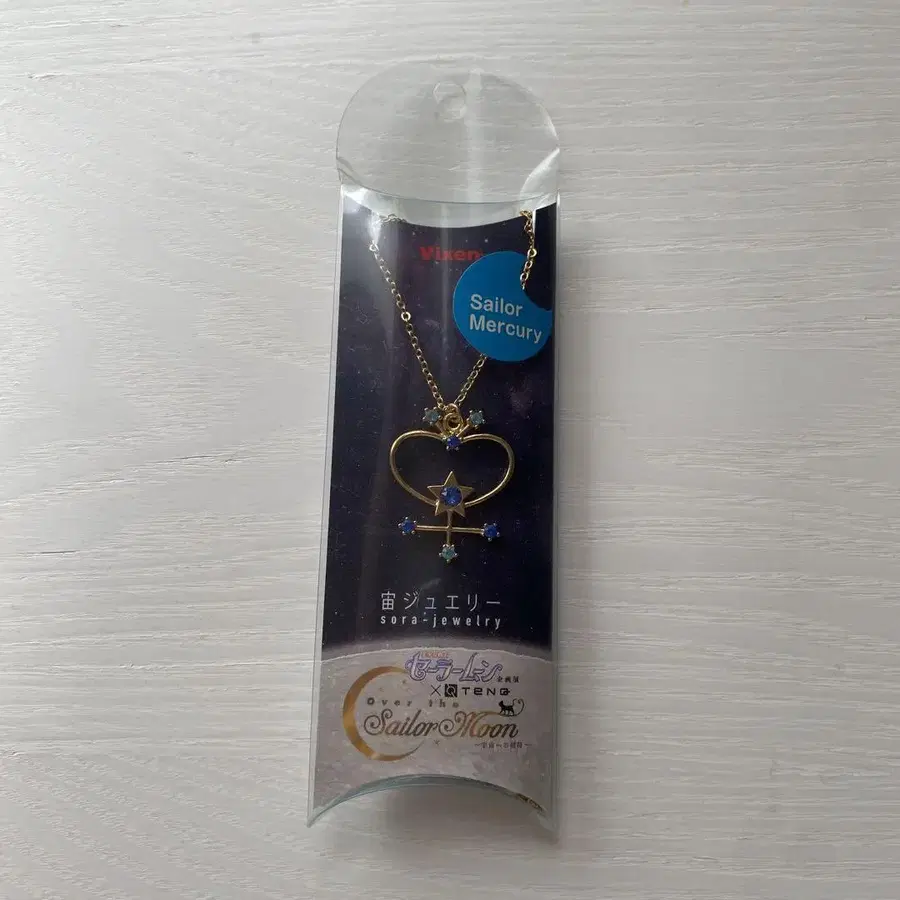 Vixen
Sailor
Mercury
宙ジュエリー
sora-jewelry
セーラームーン
× TENQ
Over the
Sailor Moon